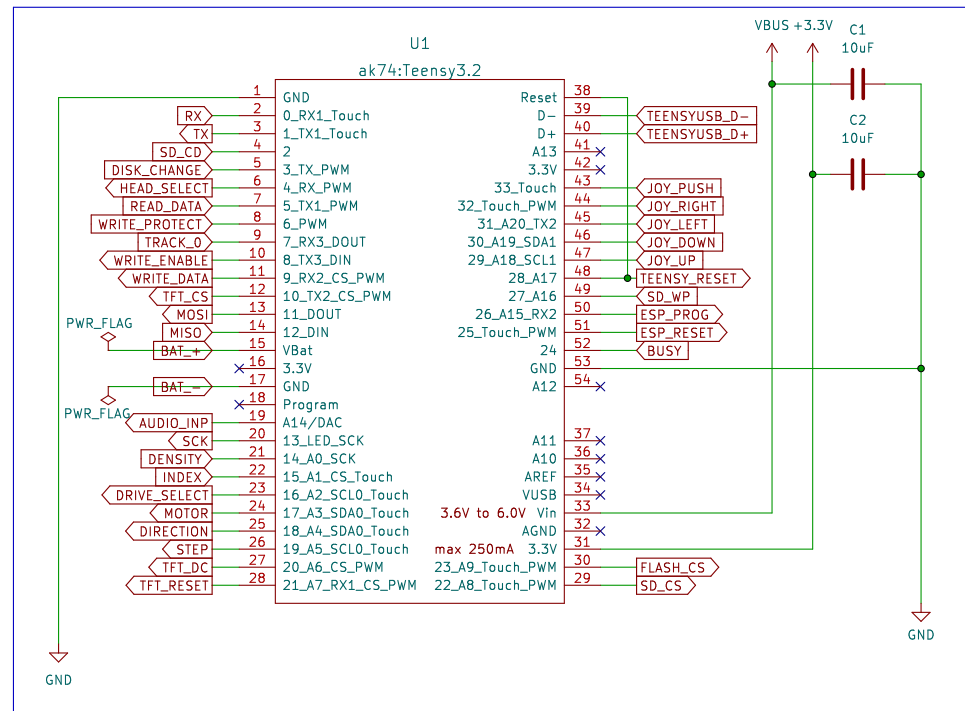 VBUS +3.3V
C1
10uF
C2
10uF
U1
ak74:Teensy3.2
1 GND
RX 2 0_RX1_Touch
TX 3 1_TX1_Touch
SD_CD 4 2
DISK_CHANGE 5 3_TX_PWM
HEAD_SELECT 6 4_RX_PWM
READ_DATA 7 5_TX1_PWM
WRITE_PROTECT 8 6_PWM
TRACK_0 9 7_RX3_DOUT
WRITE_ENABLE 10 8_TX3_DIN
WRITE_DATA 11 9_RX2_CS_PWM
TFT_CS 12 10_TX2_CS_PWM
MOSI 13 11_DOUT
MISO 14 12_DIN
PWR_FLAG
BAT_+ 15 VBat
16 3.3V
BAT_- 17 GND
PWR_FLAG
18 Program
AUDIO_INP 19 A14/DAC
SCK 20 13_LED_SCK
DENSITY 21 14_A0_SCK
INDEX 22 15_A1_CS_Touch
DRIVE_SELECT 23 16_A2_SCL0_Touch
MOTOR 24 17_A3_SDA0_Touch
DIRECTION 25 18_A4_SDA0_Touch
STEP 26 19_A5_SCL0_Touch
TFT_DC 27 20_A6_CS_PWM
TFT_RESET 28 21_A7_RX1_CS_PWM
Reset 38
D- 39 TEENSYUSB_D-
D+ 40 TEENSYUSB_D+
A13 41
3.3V 42
33_Touch 43 JOY_PUSH
32_Touch_PWM 44 JOY_RIGHT
31_A20_TX2 45 JOY_LEFT
30_A19_SDA1 46 JOY_DOWN
29_A18_SCL1 47 JOY_UP
28_A17 48 TEENSY_RESET
27_A16 49 SD_WP
26_A15_RX2 50 ESP_PROG
25_Touch_PWM 51 ESP_RESET
24 52 BUSY
GND 53
A12 54
A11 37
A10 36
AREF 35
VUSB 34
3.6V to 6.0V Vin 33
AGND 32
max 250mA 3.3V 31
23_A9_Touch_PWM 30 FLASH_CS
22_A8_Touch_PWM 29 SD_CS
GND
GND